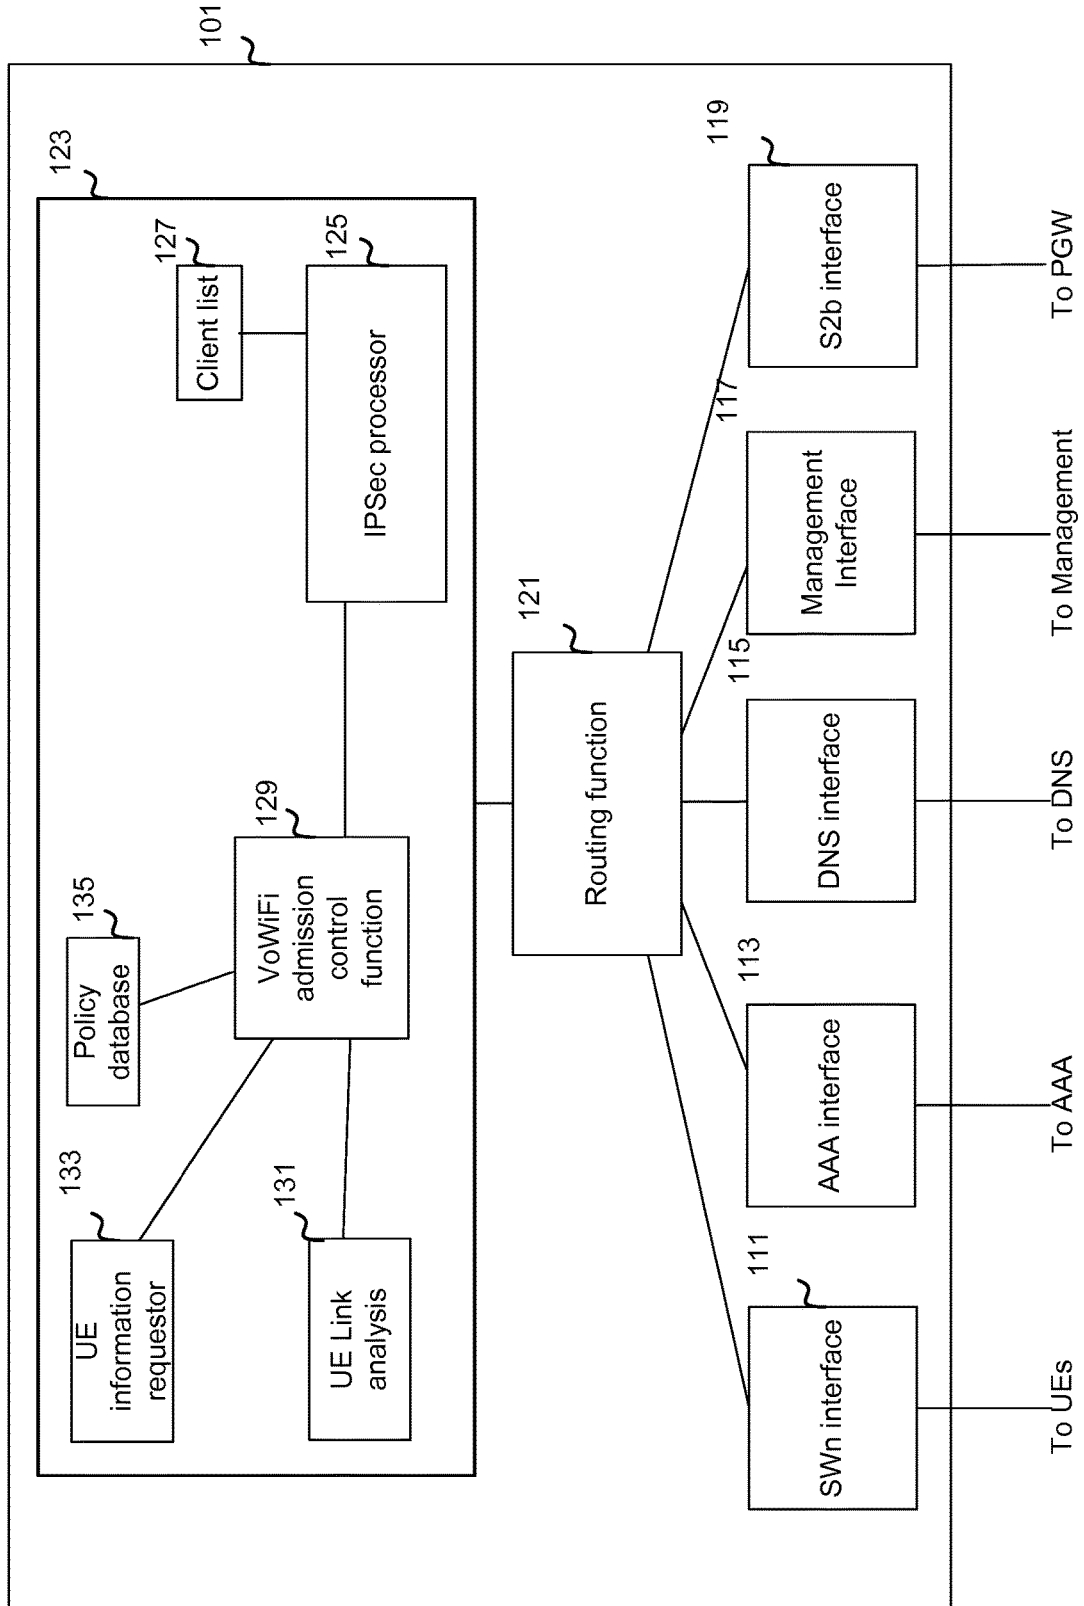 101
123
133
UE
information
requestor
135
Policy
database
127
Client list
129
VoWiFi
admission
control
function
131
UE Link
analysis
125
IPSec processor
121
Routing function
111
SWn interface
113
AAA interface
115
DNS interface
117
Management
Interface
119
S2b interface
To UEs
To AAA
To DNS
To Management
To PGW